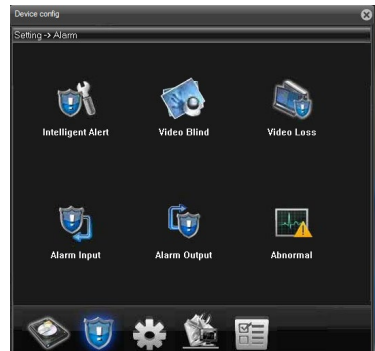 Device config
Setting -> Alarm
Intelligent Alert
Video Blind
Video Loss
Alarm Input
Alarm Output
Abnormal